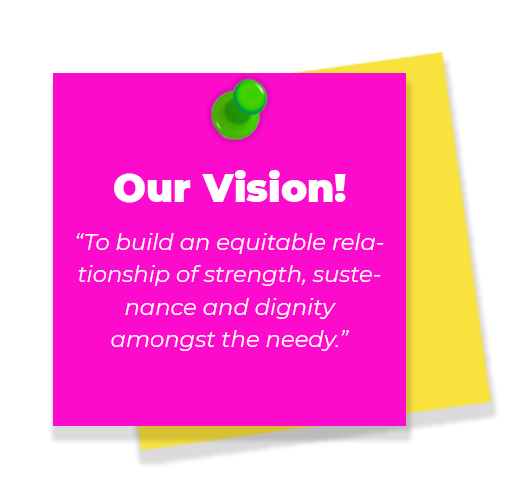 Our Vision!
“To build an equitable rela-
tionship of strength, suste-
nance and dignity
amongst the needy.”